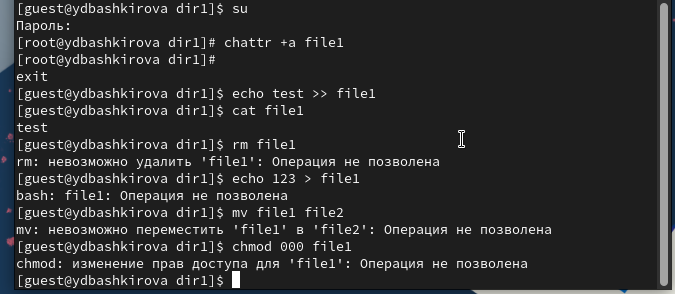 [guest@ydbashkirova dir1]$ su
Пароль:
[root@ydbashkirova dir1]# chattr +a file1
[root@ydbashkirova dir1]#
exit
[guest@ydbashkirova dir1]$ echo test >> file1
[guest@ydbashkirova dir1]$ cat file1
test
[guest@ydbashkirova dir1]$ rm file1
rm: невозможно удалить 'file1': Операция не позволена
[guest@ydbashkirova dir1]$ echo 123 > file1
bash: file1: Операция не позволена
[guest@ydbashkirova dir1]$ mv file1 file2
mv: невозможно переместить 'file1' в 'file2': Операция не позволена
[guest@ydbashkirova dir1]$ chmod 000 file1
chmod: изменение прав доступа для 'file1': Операция не позволена
[guest@ydbashkirova dir1]$